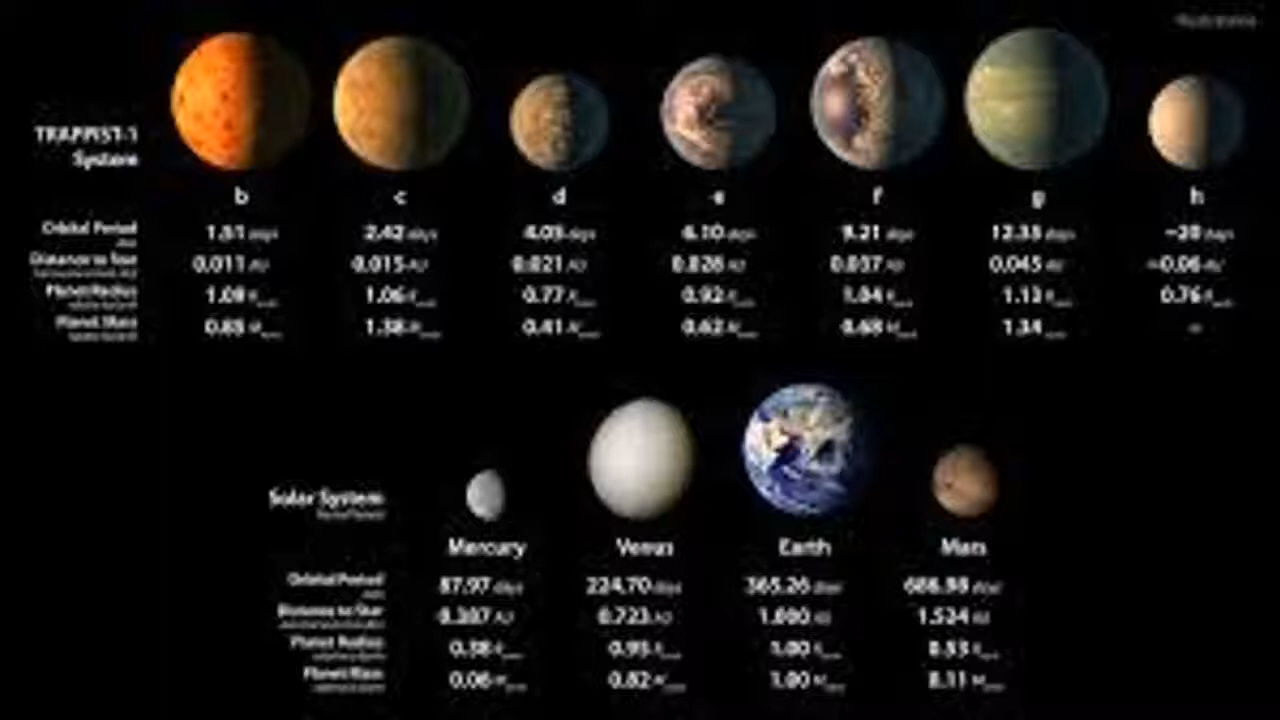 Illustrations
TRAPPIST-1
System
b c d e f g h
Orbital Period 1.51 days 2.42 days 4.05 days 6.10 days 9.21 days 12.35 days ~20 days
days
Distance to Star 0.011 AU 0.015 AU 0.021 AU 0.028 AU 0.037 AU 0.045 AU ~0.06 AU
Planet Radius 1.06 R 0.77 R 0.92 R 1.04 R 1.13 R 0.76 R
Planet Mass 0.85 M 1.38 M 0.41 M 0.62 M 0.68 M 1.34
Solar System
Mercury Venus Earth Mars
Orbital Period 87.97 days 224.70 days 365.26 days 686.98 days
days
Distance to Star 0.387 AU 0.723 AU 1.000 AU 1.524 AU
Planet Radius 0.38 R 0.95 R 1.00 R 0.53 R
Planet Mass 0.06 M 0.82 M 1.00 M 0.11 M